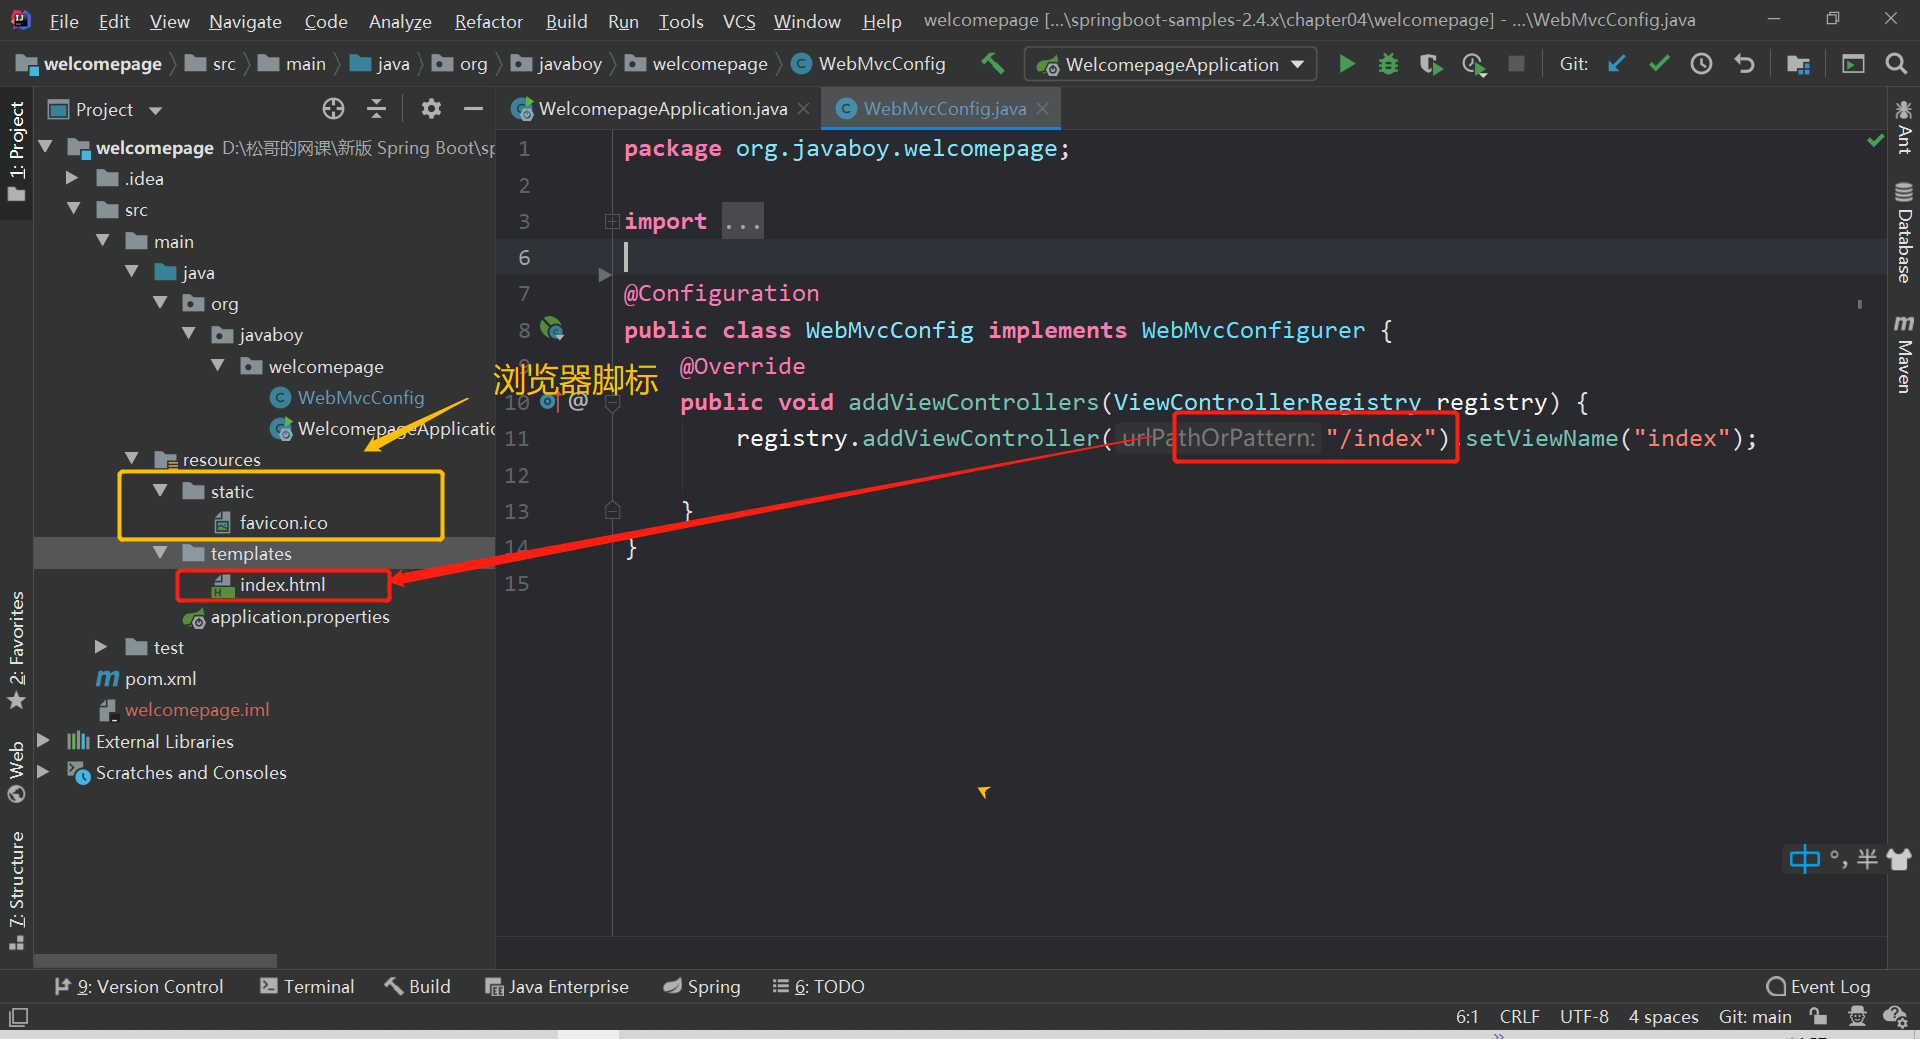 File Edit View Navigate Code Analyze Refactor Build Run Tools VCS Window Help welcomepage [...\springboot-samples-2.4.x\chapter04\welcomepage] - ...\WebMvcConfig.java
welcomepage src main java org javaboy welcomepage WebMvcConfig WelcomepageApplication Git:
1: Project
2: Favorites
Web
7: Structure
Project
welcomepage D:\松哥的网课\新版 Spring Boot\sp
.idea
src
main
java
org
javaboy
welcomepage
WebMvcConfig
WelcomepageApplicatic
resources
static
favicon.ico
templates
index.html
application.properties
test
pom.xml
welcomepage.iml
External Libraries
Scratches and Consoles
浏览器脚标
WelcomepageApplication.java WebMvcConfig.java
1 package org.javaboy.welcomepage;
2
3 import ...
6
7 @Configuration
8 public class WebMvcConfig implements WebMvcConfigurer {
9 @Override
10 public void addViewControllers(ViewControllerRegistry registry) {
11 registry.addViewController( urlPathOrPattern: "/index").setViewName("index");
12
13 }
14 }
15
Ant
Database
Maven
中 °, 半
9: Version Control Terminal Build Java Enterprise Spring 6: TODO Event Log
6:1 CRLF UTF-8 4 spaces Git: main